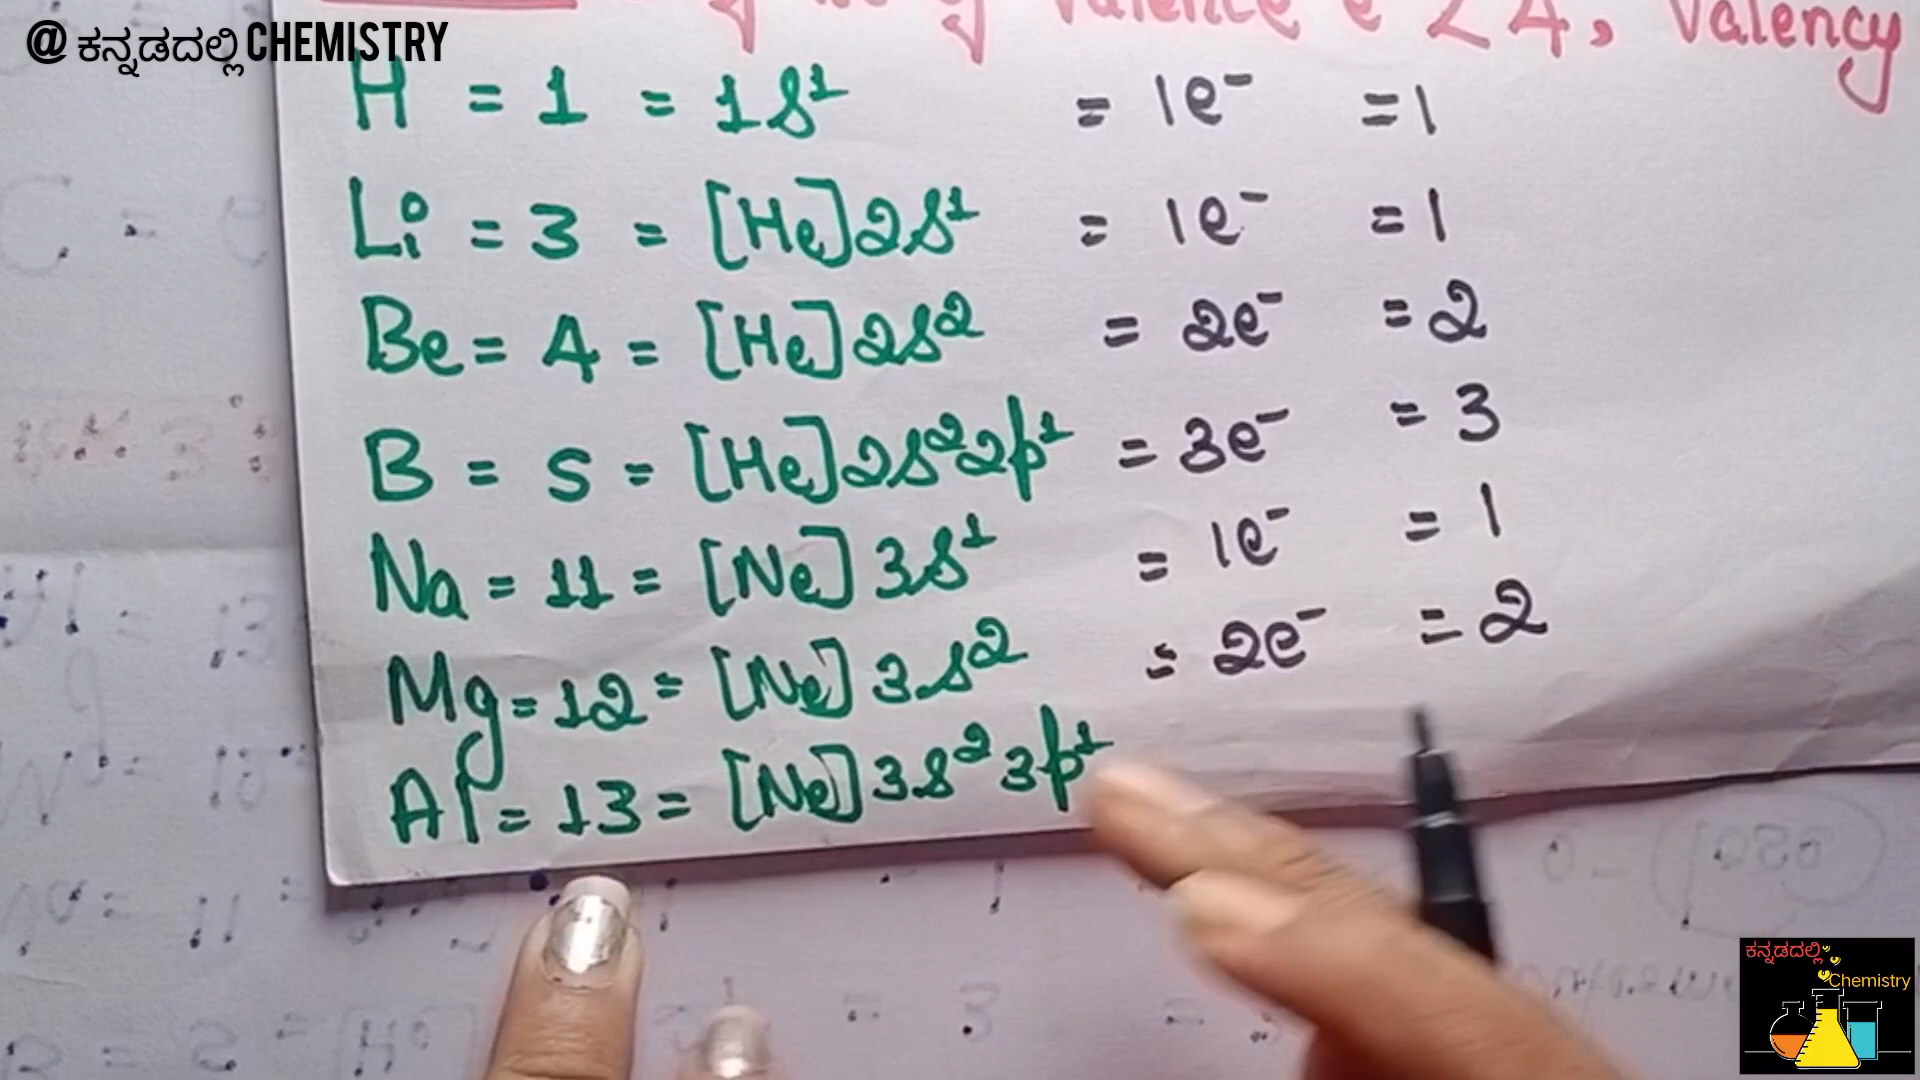 @ ಕನ್ನಡದಲ್ಲಿ CHEMISTRY
valence e < 4, Valency
H = 1 = 1s¹ = 1e⁻ = 1
Li = 3 = [He]2s¹ = 1e⁻ = 1
Be = 4 = [He]2s² = 2e⁻ = 2
B = 5 = [He]2s²2p¹ = 3e⁻ = 3
Na = 11 = [Ne]3s¹ = 1e⁻ = 1
Mg = 12 = [Ne]3s² = 2e⁻ = 2
Al = 13 = [Ne]3s²3p¹
ಕನ್ನಡದಲ್ಲಿ
Chemistry